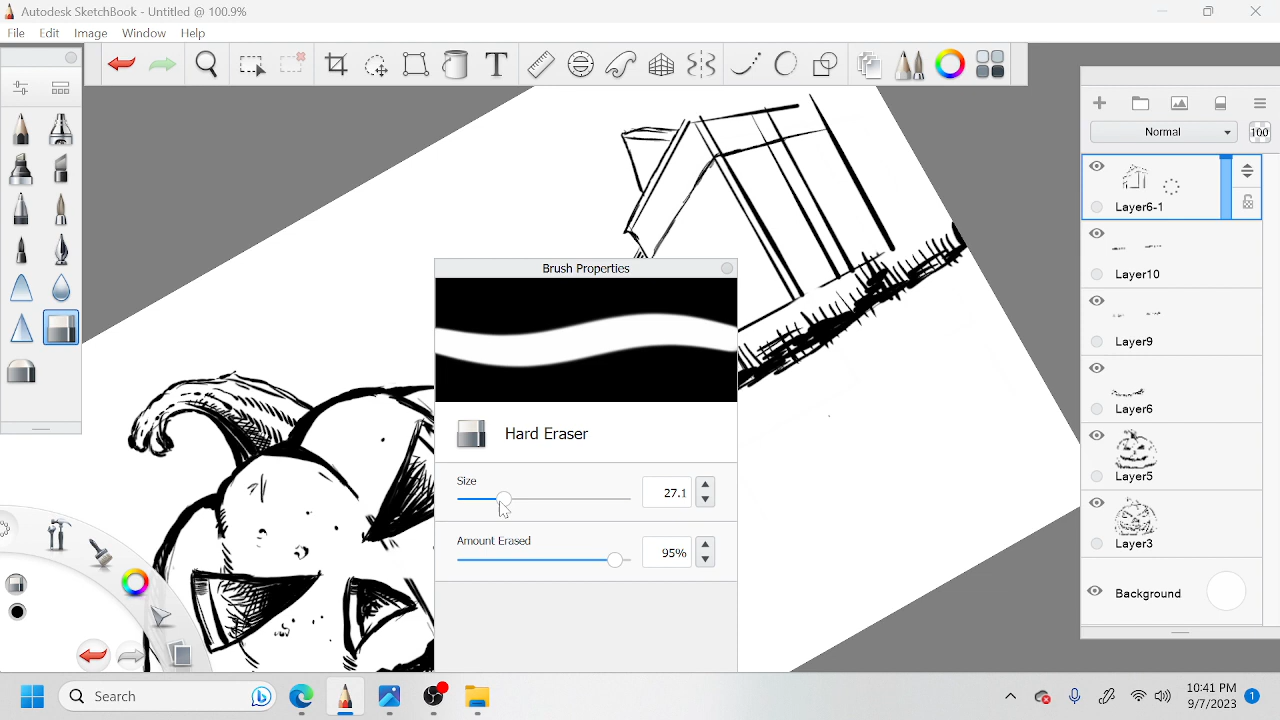 Autodesk SketchBook - Untitled @ 100.9%
File Edit Image Window Help
T
Normal 100
Layer6-1
Layer10
Layer9
Layer6
Layer5
Layer3
Background
Brush Properties
Hard Eraser
Size
27.1
Amount Erased
95%
Search
10:41 PM
9/7/2023
1